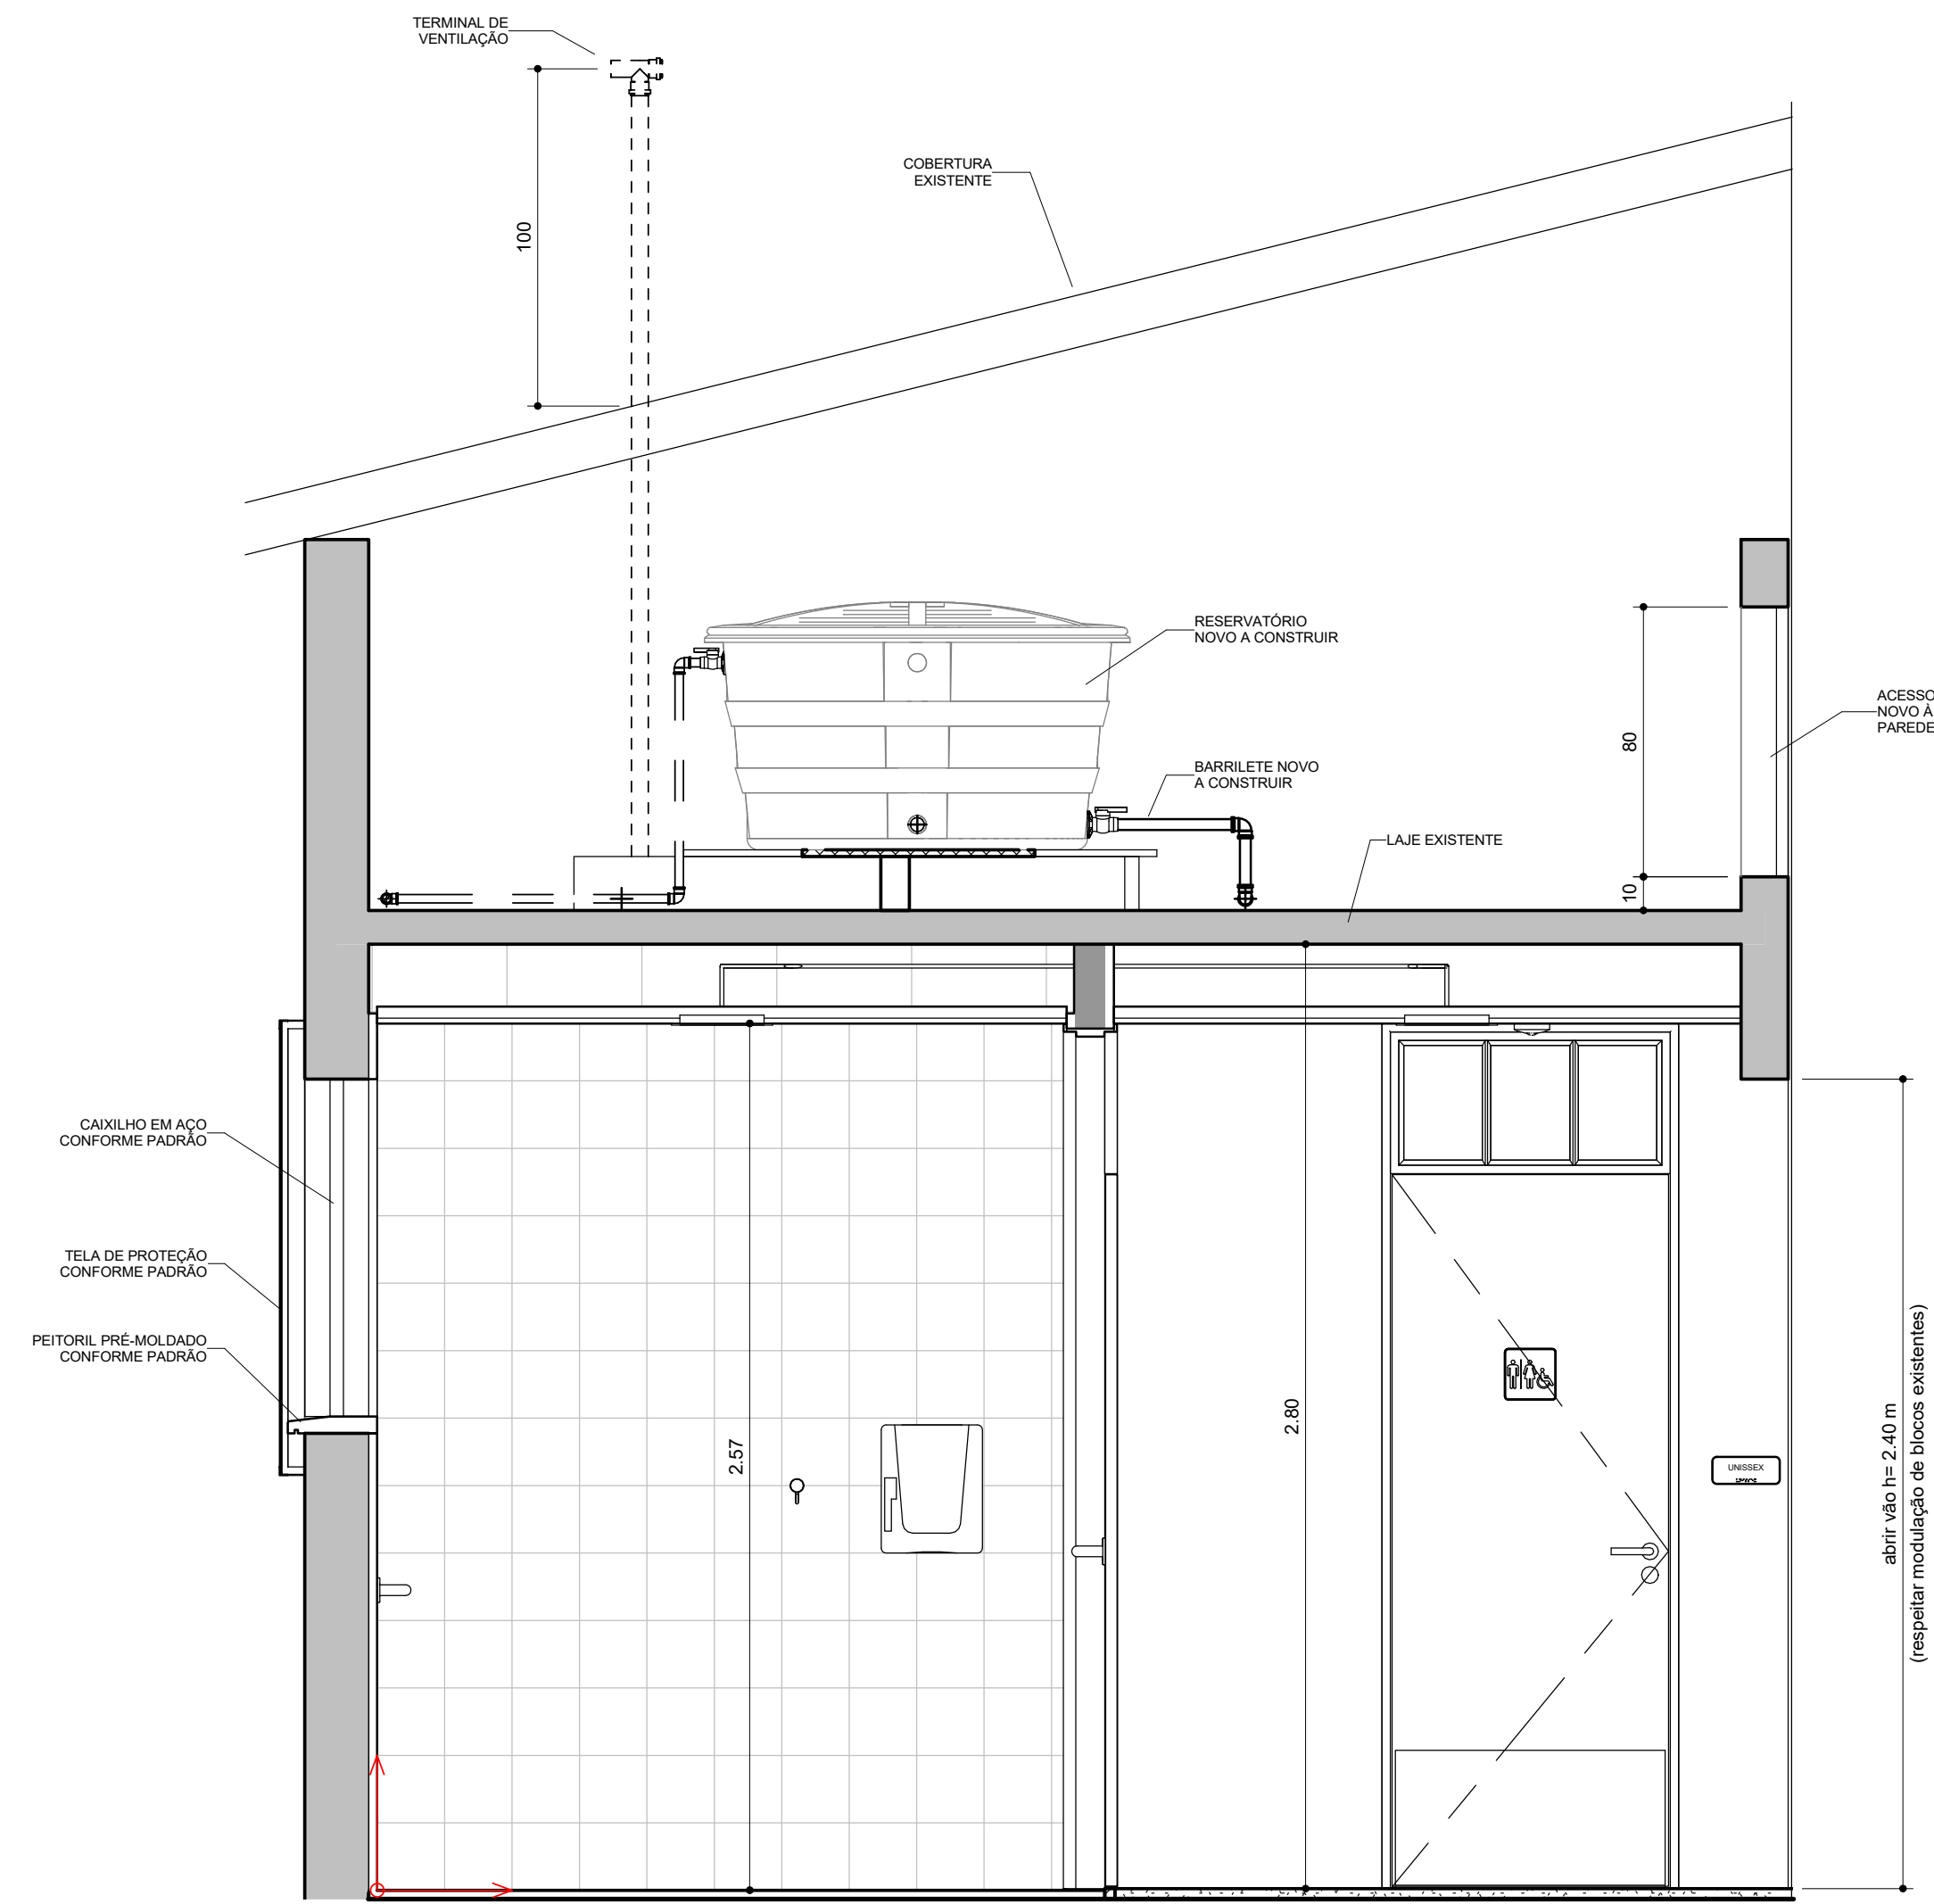 TERMINAL DE
VENTILAÇÃO
COBERTURA
EXISTENTE
100
RESERVATÓRIO
NOVO A CONSTRUIR
ACESSO
NOVO À
PAREDE
80
BARRILETE NOVO
A CONSTRUIR
LAJE EXISTENTE
10
CAIXILHO EM AÇO
CONFORME PADRÃO
TELA DE PROTEÇÃO
CONFORME PADRÃO
PEITORIL PRÉ-MOLDADO
CONFORME PADRÃO
2.57
2.80
UNISSEX
abrir vão h= 2.40 m
(respeitar modulação de blocos existentes)